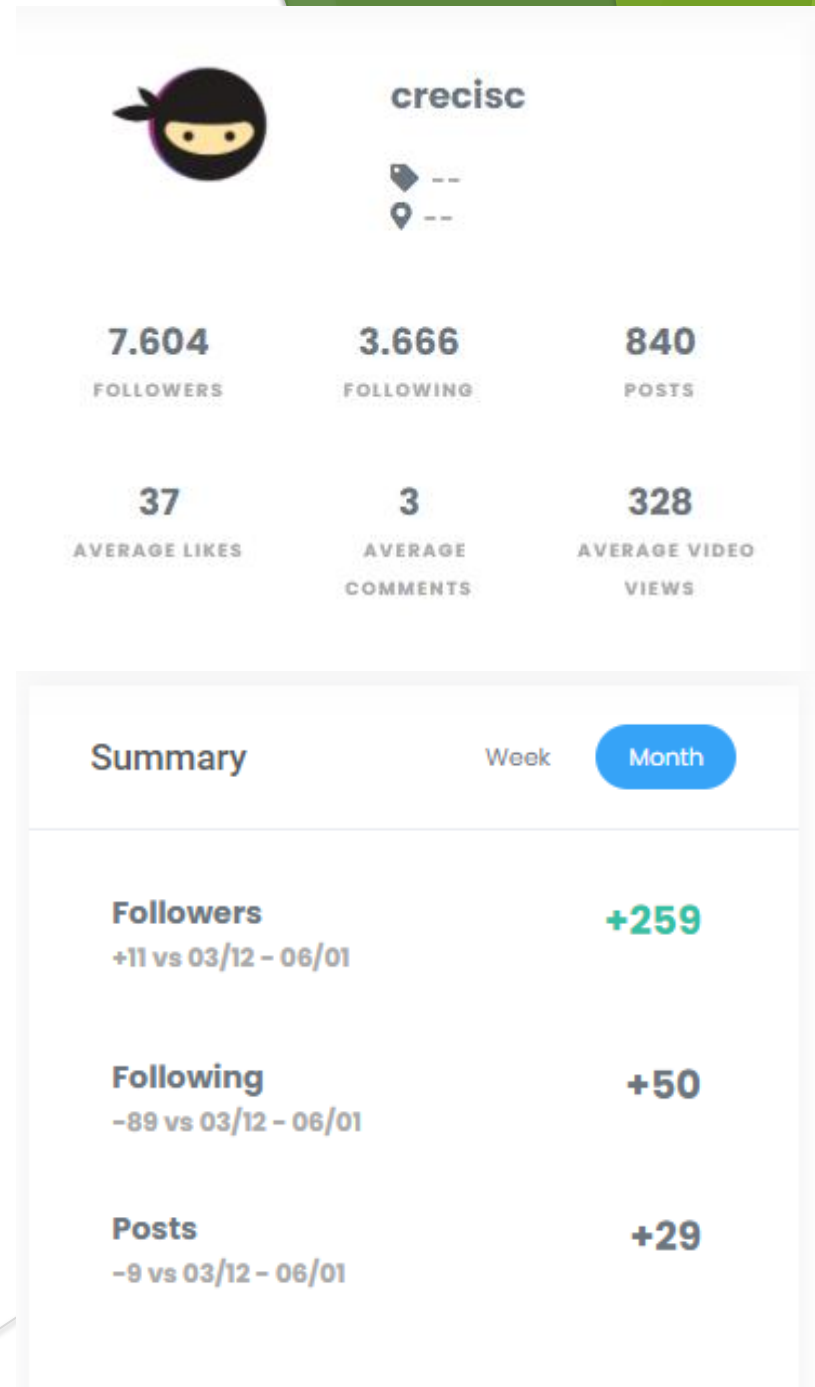 crecisc
--
--
7.604 3.666 840
FOLLOWERS FOLLOWING POSTS
37 3 328
AVERAGE LIKES AVERAGE AVERAGE VIDEO
COMMENTS VIEWS
Summary Week Month
Followers +259
+11 vs 03/12 - 06/01
Following +50
-89 vs 03/12 - 06/01
Posts +29
-9 vs 03/12 - 06/01